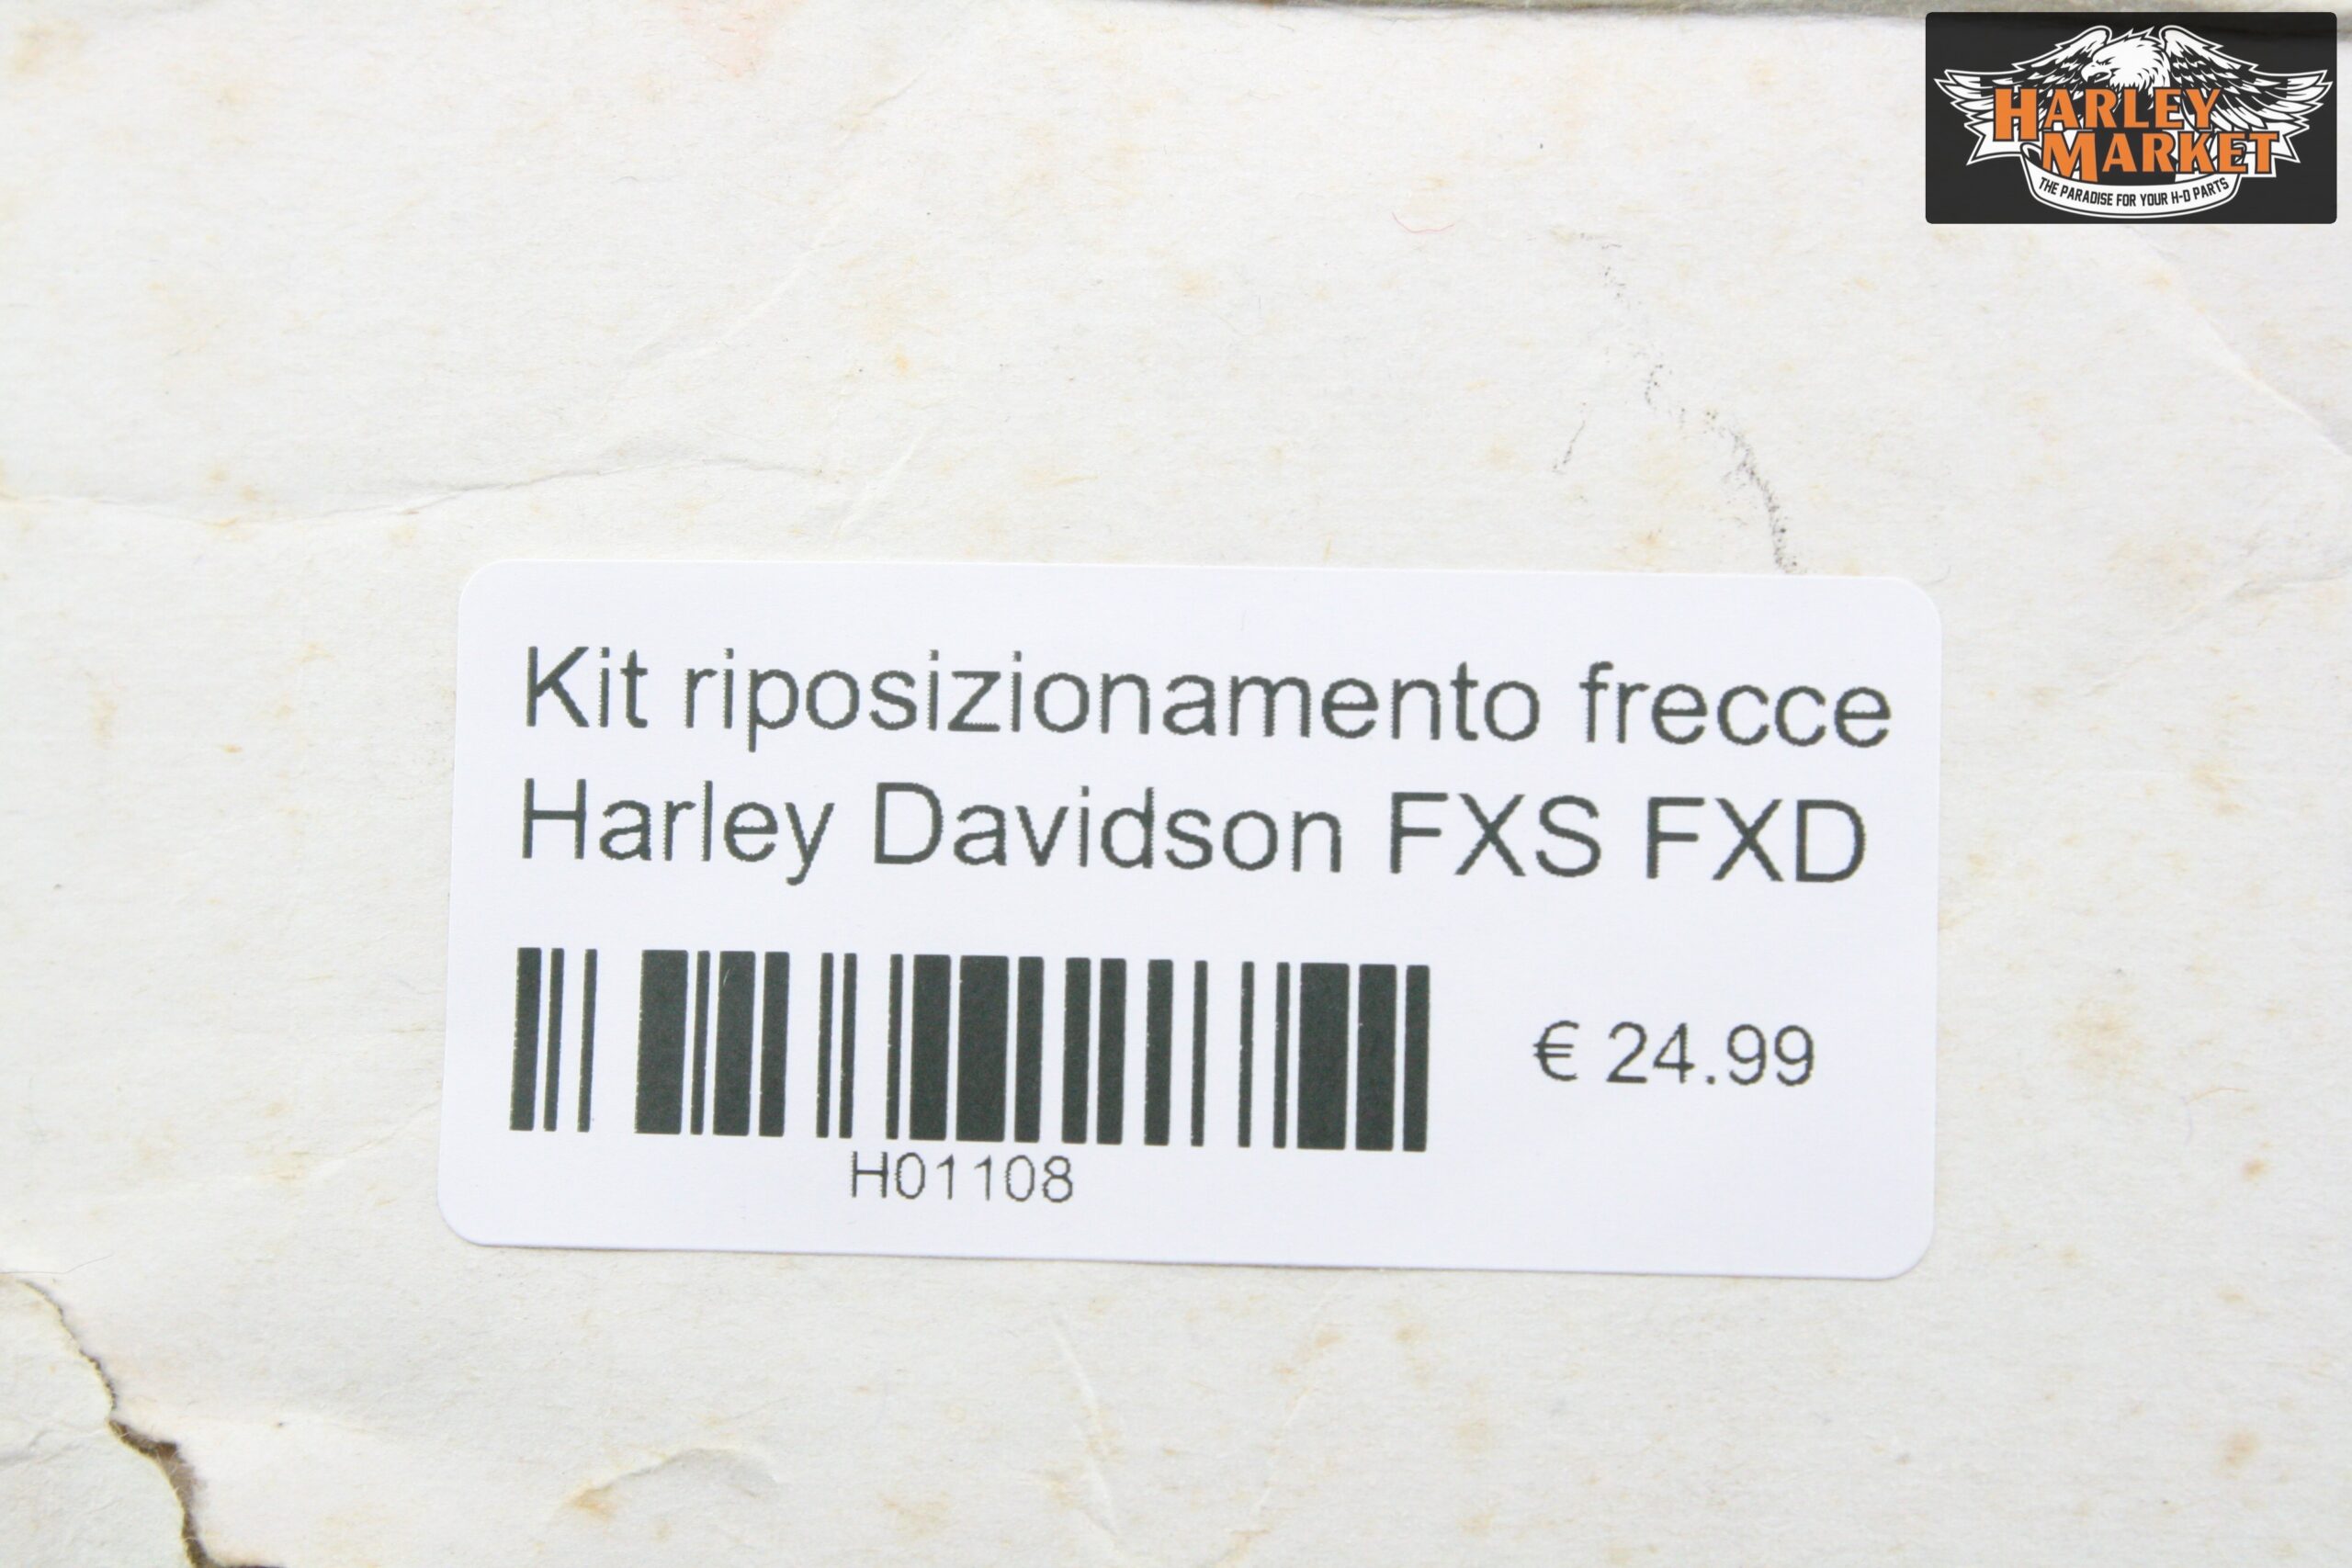 HARLEY
MARKET
THE PARADISE FOR YOUR H-D PARTS
Kit riposizionamento frecce
Harley Davidson FXS FXD
€ 24.99
H01108